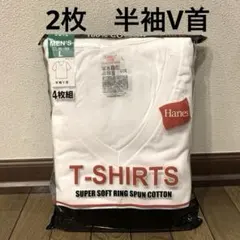 2枚 半袖V首
MEN'S
L
4枚組
Hanes
T-SHIRTS
SUPER SOFT RING SPUN COTTON